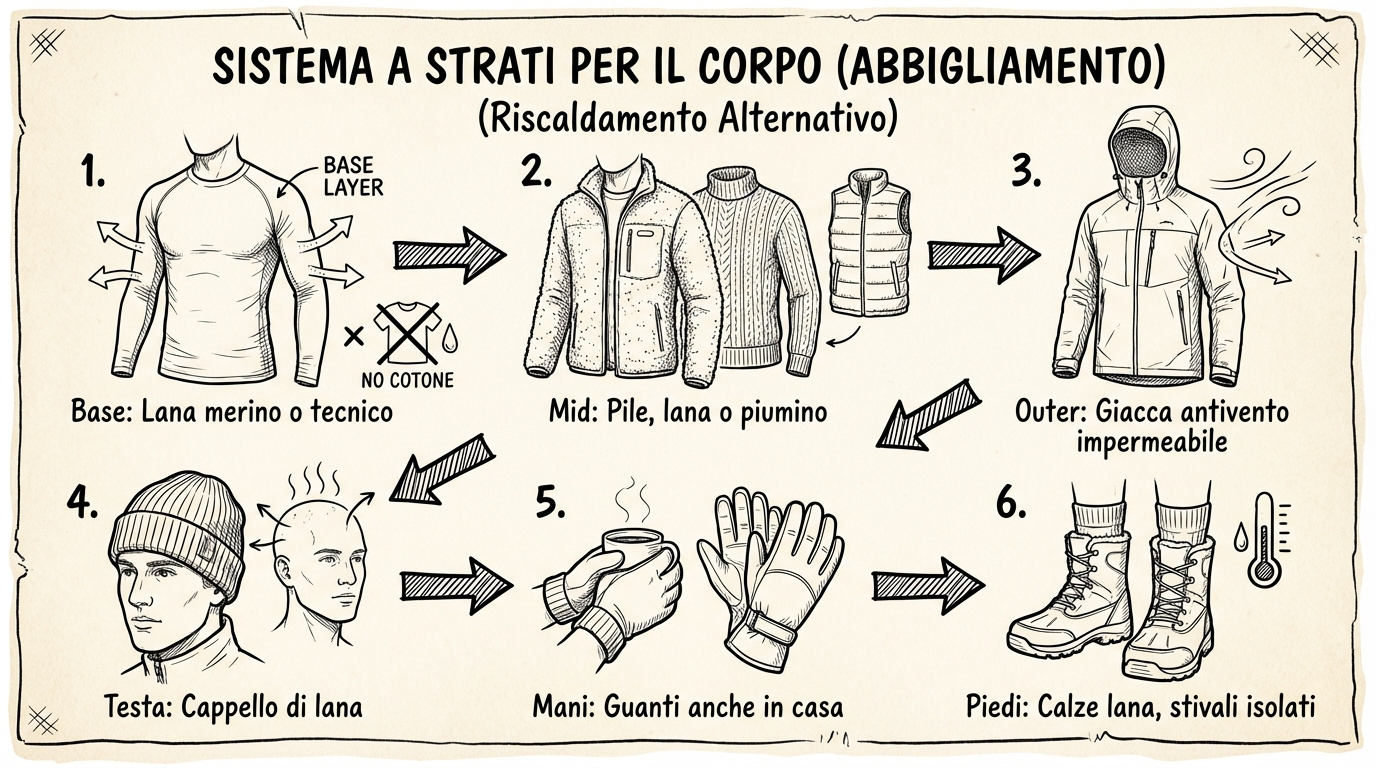 SISTEMA A STRATI PER IL CORPO (ABBIGLIAMENTO)
(Riscaldamento Alternativo)
1.
BASE
LAYER
NO COTONE
Base: Lana merino o tecnico
2.
Mid: Pile, lana o piumino
3.
Outer: Giacca antivento
impermeabile
4.
Testa: Cappello di lana
5.
Mani: Guanti anche in casa
6.
Piedi: Calze lana, stivali isolati